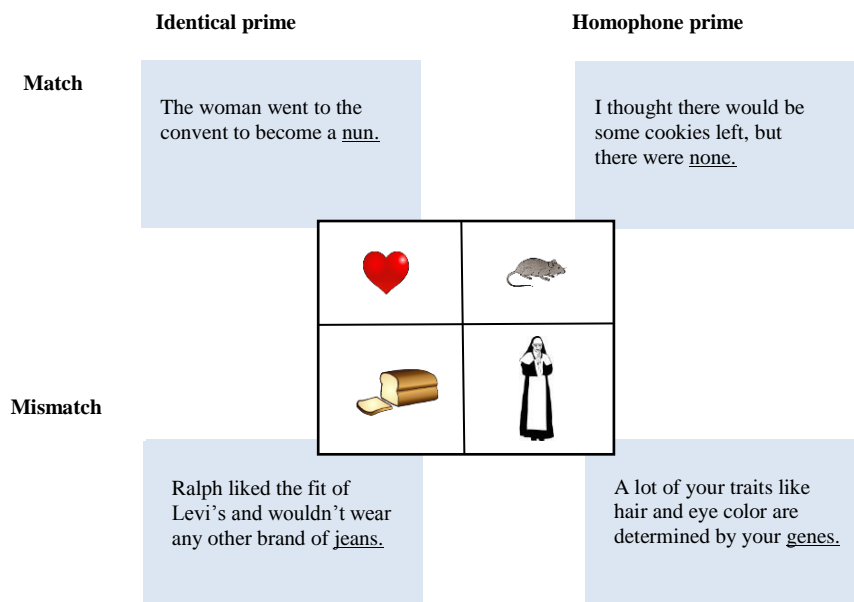 Identical prime
Homophone prime
Match
The woman went to the
convent to become a nun.
I thought there would be
some cookies left, but
there were none.
Mismatch
Ralph liked the fit of
Levi's and wouldn't wear
any other brand of jeans.
A lot of your traits like
hair and eye color are
determined by your genes.